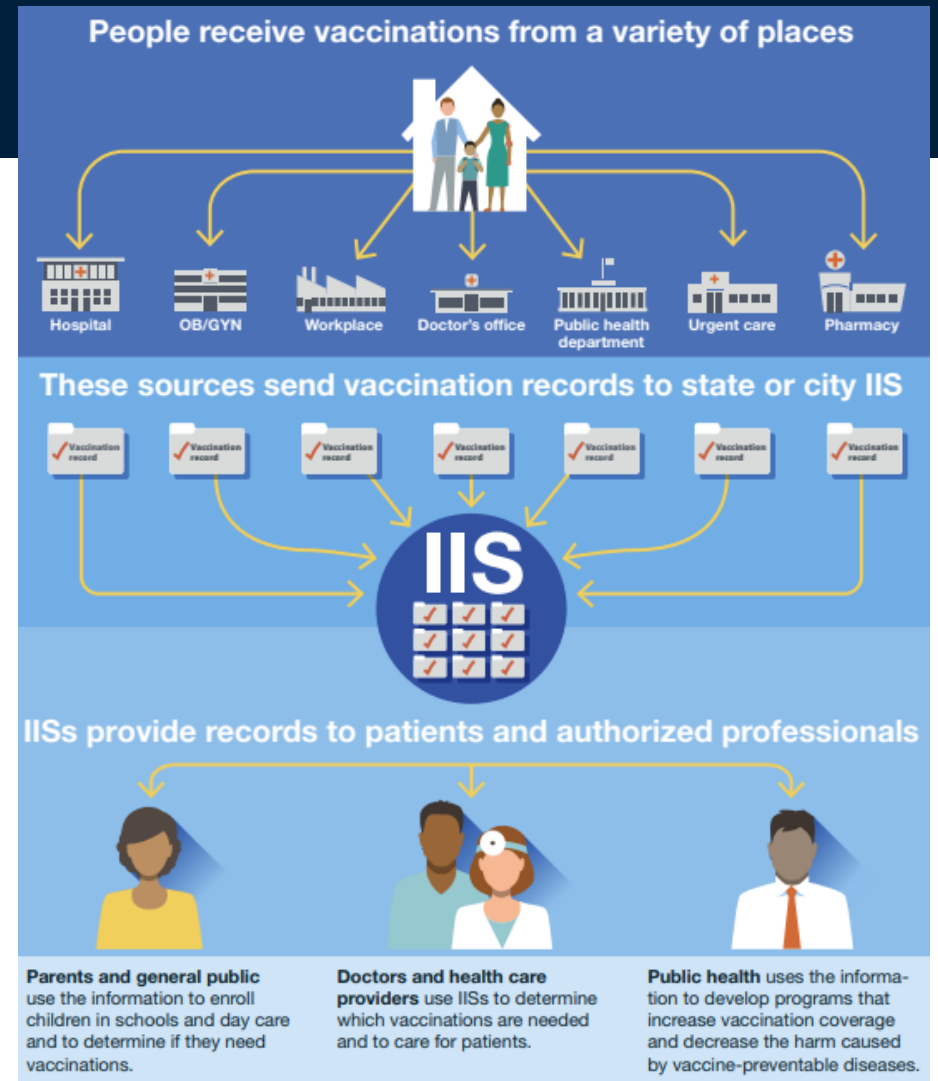 People receive vaccinations from a variety of places
Hospital
OB/GYN
Workplace
Doctor's office
Public health
department
Urgent care
Pharmacy
These sources send vaccination records to state or city IIS
Vaccination
record
Vaccination
record
Vaccination
record
Vaccination
record
Vaccination
record
Vaccination
record
Vaccination
record
IIS
IISs provide records to patients and authorized professionals
Parents and general public
use the information to enroll
children in schools and day care
and to determine if they need
vaccinations.
Doctors and health care
providers use IISs to determine
which vaccinations are needed
and to care for patients.
Public health uses the informa-
tion to develop programs that
increase vaccination coverage
and decrease the harm caused
by vaccine-preventable diseases.